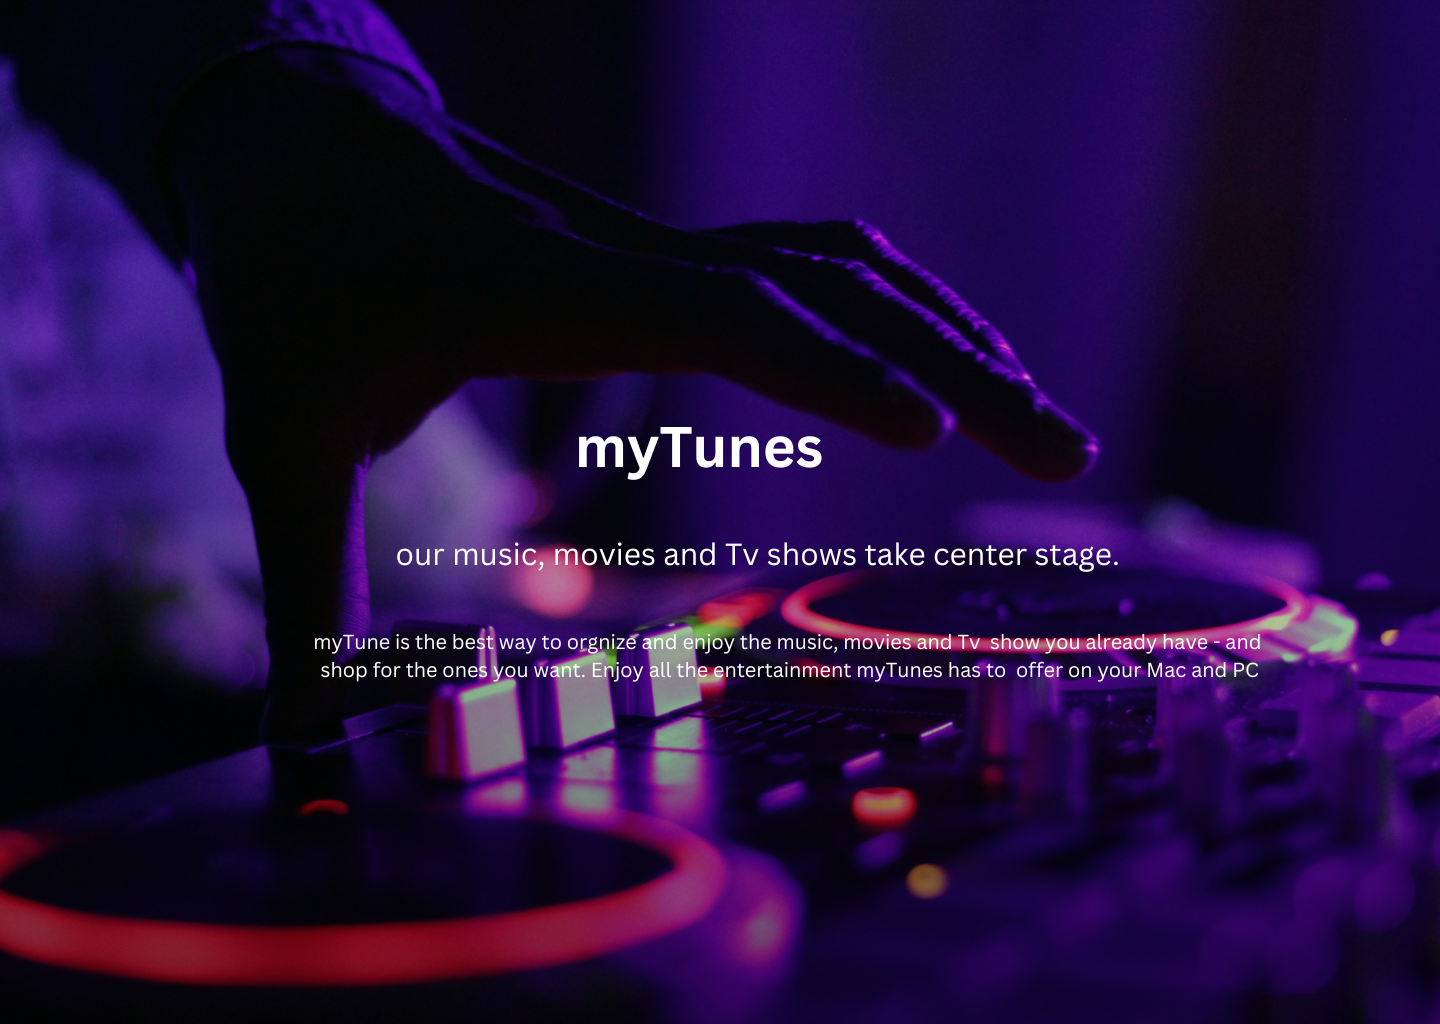 myTunes
our music, movies and Tv shows take center stage.
myTune is the best way to orgnize and enjoy the music, movies and Tv  show you already have - and
shop for the ones you want. Enjoy all the entertainment myTunes has to  offer on your Mac and PC